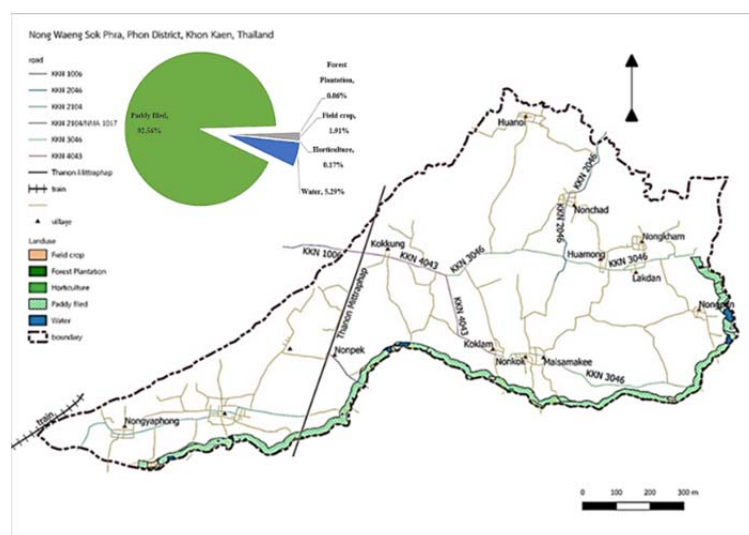 Nong Waeng Sok Phra, Phon District, Khon Kaen, Thailand
road
KKN 1006
KKN 2046
KKN 2104
KKN 2104/NMA 1017
KKN 3046
KKN 4043
Thanon Mittraphap
train
village
Landuse
Field crop
Forest Plantation
Horticulture
Paddy filed
Water
boundary
Paddy filed,
92.56%
Forest
Plantation,
0.06%
Field crop,
1.91%
Horticulture,
0.17%
Water, 5.29%
Huanoi
KKN 2046
Nonchad
KKN 2046
Nongkham
Kokkung
KKN 1006
KKN 4043
KKN 3046
Huamong
KKN 3046
Lakdan
Thanon Mittraphap
KKN 4043
Nonpek
Koklam
Nonkok
Maisamakee
KKN 3046
train
Nongyaphong
0
100
200
300 m